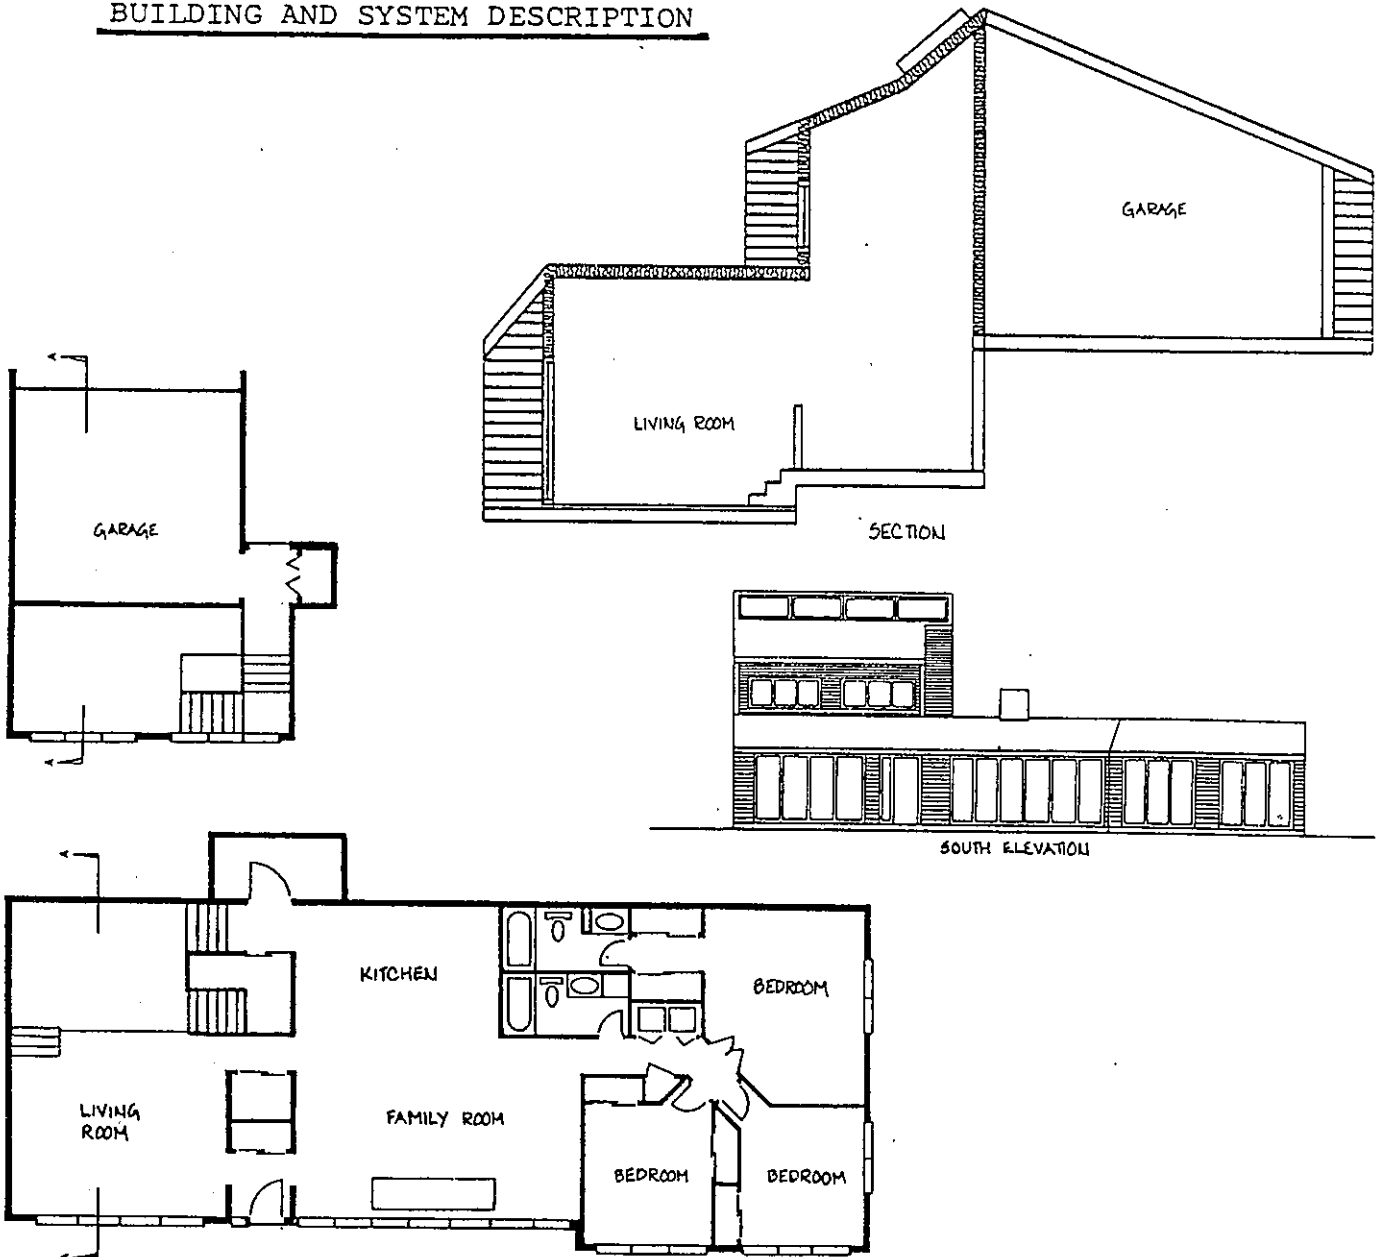 BUILDING AND SYSTEM DESCRIPTION
GARAGE
LIVING ROOM
SECTION
A
GARAGE
A
SOUTH ELEVATION
A
KITCHEN
BEDROOM
LIVING
ROOM
FAMILY ROOM
BEDROOM
BEDROOM
A